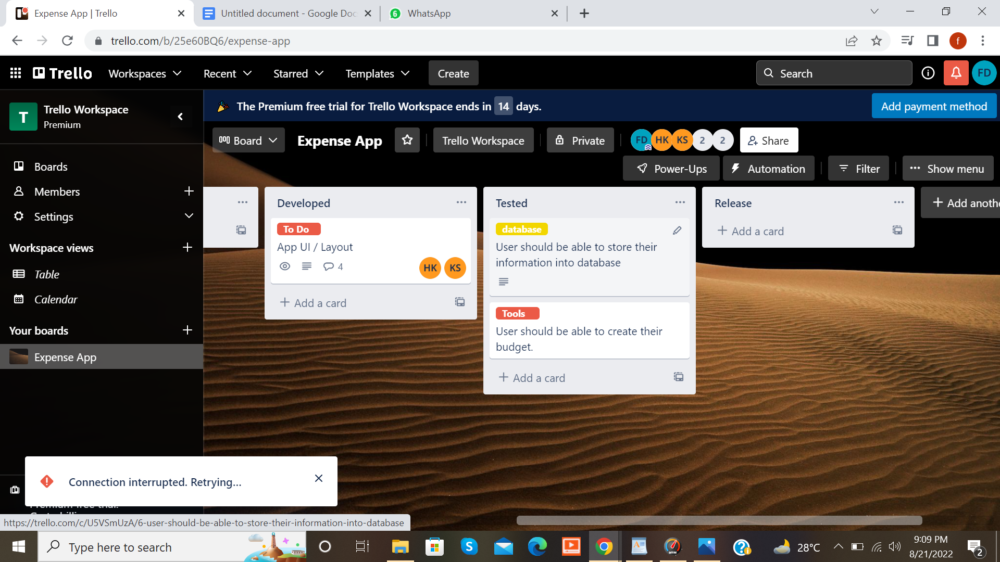 Expense App | Trello
Untitled document - Google Doc
6
WhatsApp
trello.com/b/25e60BQ6/expense-app
f
Trello
Workspaces
Recent
Starred
Templates
Create
Search
FD
T
Trello Workspace
Premium
The Premium free trial for Trello Workspace ends in 14 days.
Add payment method
Board
Expense App
Trello Workspace
Private
FD
HK
KS
2
2
Share
Power-Ups
Automation
Filter
Show menu
Boards
Members
Settings
Workspace views
Table
Calendar
Your boards
Expense App
Developed
To Do
App UI / Layout
4
HK
KS
Add a card
Tested
database
User should be able to store their
information into database
Tools
User should be able to create their
budget.
Add a card
Release
Add a card
Add anothe
Connection interrupted. Retrying...
Premium free trial.
https://trello.com/c/U5VSmUzA/6-user-should-be-able-to-store-their-information-into-database
Type here to search
S
WPM
28°C
9:09 PM
8/21/2022
2